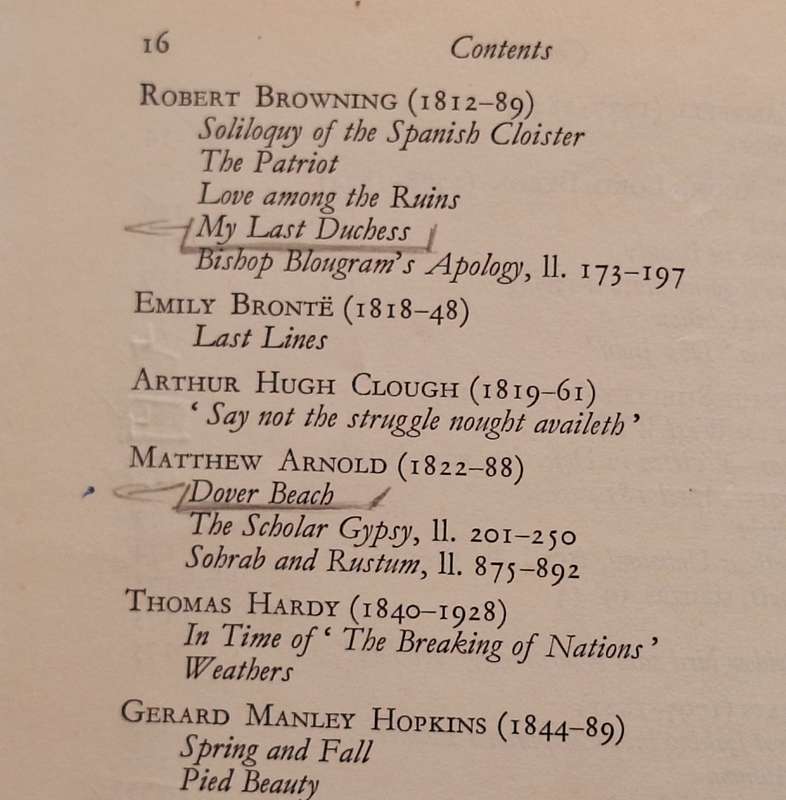 16 Contents
ROBERT BROWNING (1812–89)
Soliloquy of the Spanish Cloister
The Patriot
Love among the Ruins
My Last Duchess
Bishop Blougram's Apology, ll. 173–197
EMILY BRONTË (1818–48)
Last Lines
ARTHUR HUGH CLOUGH (1819–61)
‘ Say not the struggle nought availeth ’
MATTHEW ARNOLD (1822–88)
Dover Beach
The Scholar Gypsy, ll. 201–250
Sohrab and Rustum, ll. 875–892
THOMAS HARDY (1840–1928)
In Time of ‘ The Breaking of Nations ’
Weathers
GERARD MANLEY HOPKINS (1844–89)
Spring and Fall
Pied Beauty